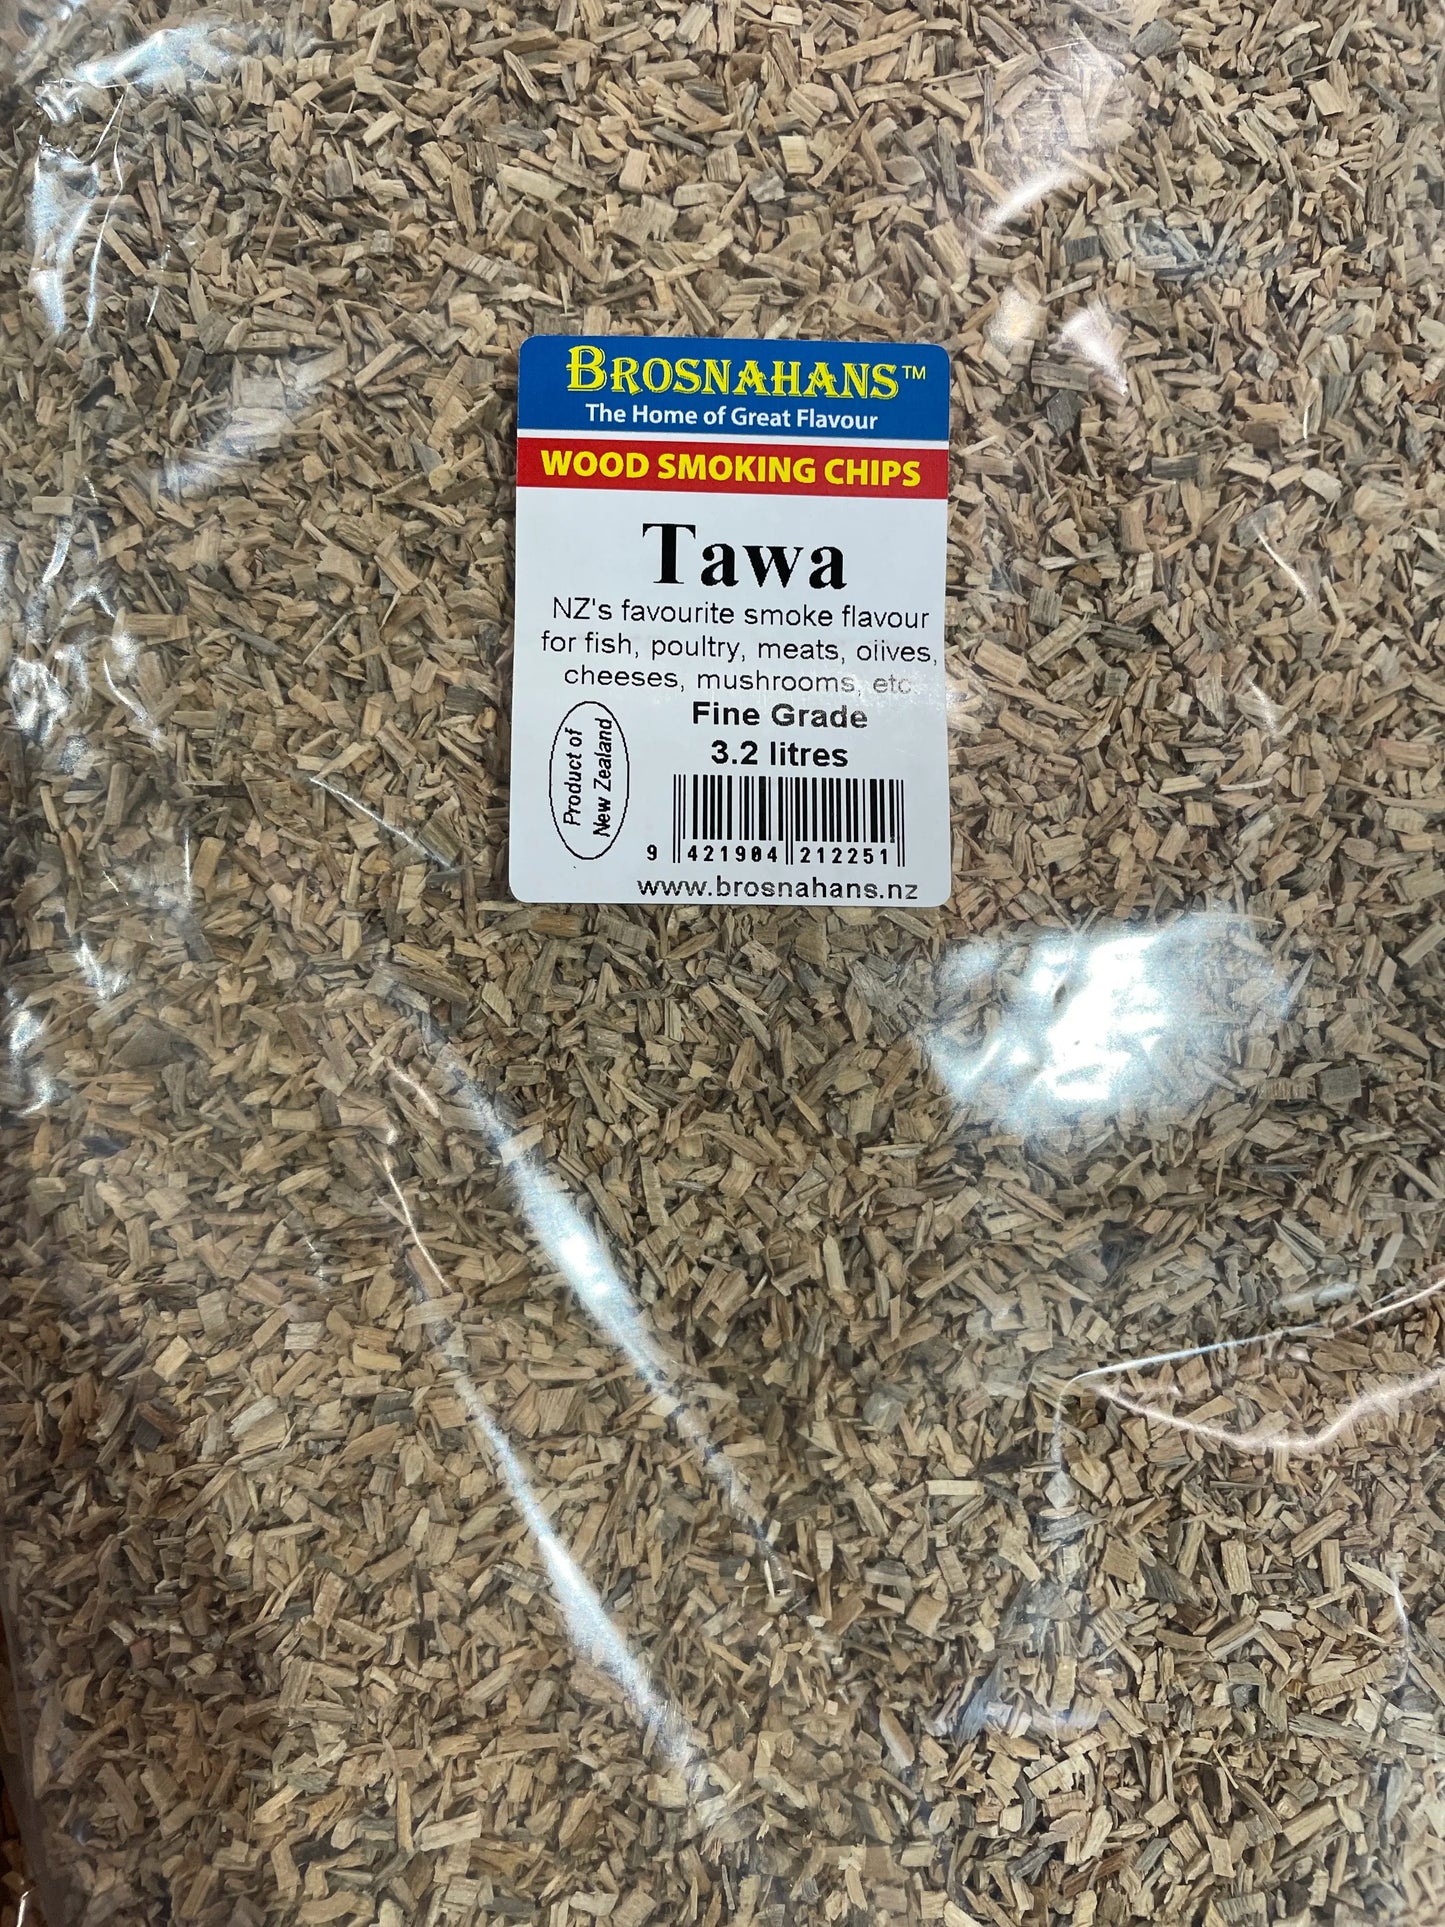 BROSNAHANS™
The Home of Great Flavour
WOOD SMOKING CHIPS
Tawa
NZ's favourite smoke flavour
for fish, poultry, meats, olives,
cheeses, mushrooms, etc
Fine Grade
3.2 litres
Product of
New Zealand
9 421904 212251
www.brosnahans.nz